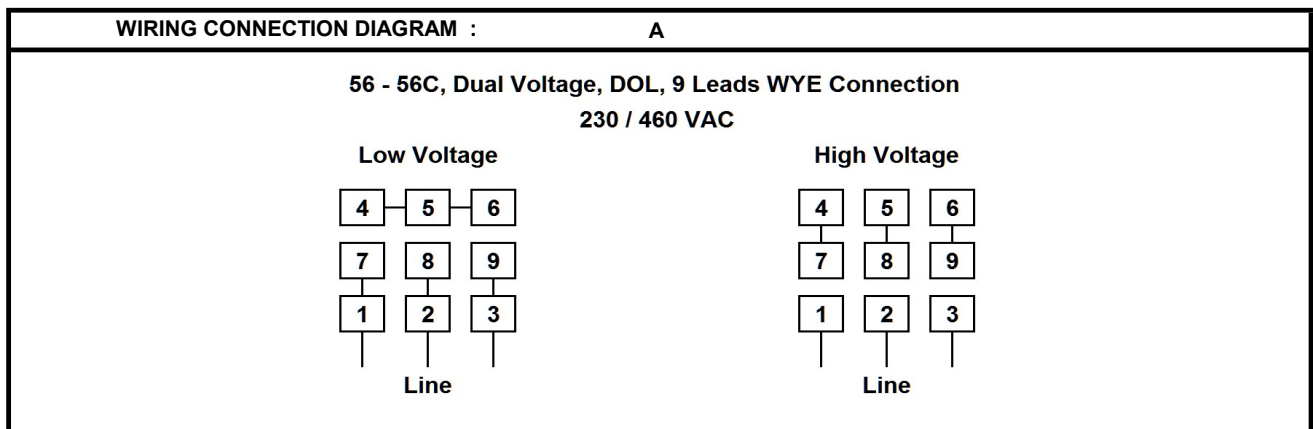 WIRING CONNECTION DIAGRAM : A
56 - 56C, Dual Voltage, DOL, 9 Leads WYE Connection
230 / 460 VAC
Low Voltage
4 5 6
7 8 9
1 2 3
Line
High Voltage
4 5 6
7 8 9
1 2 3
Line